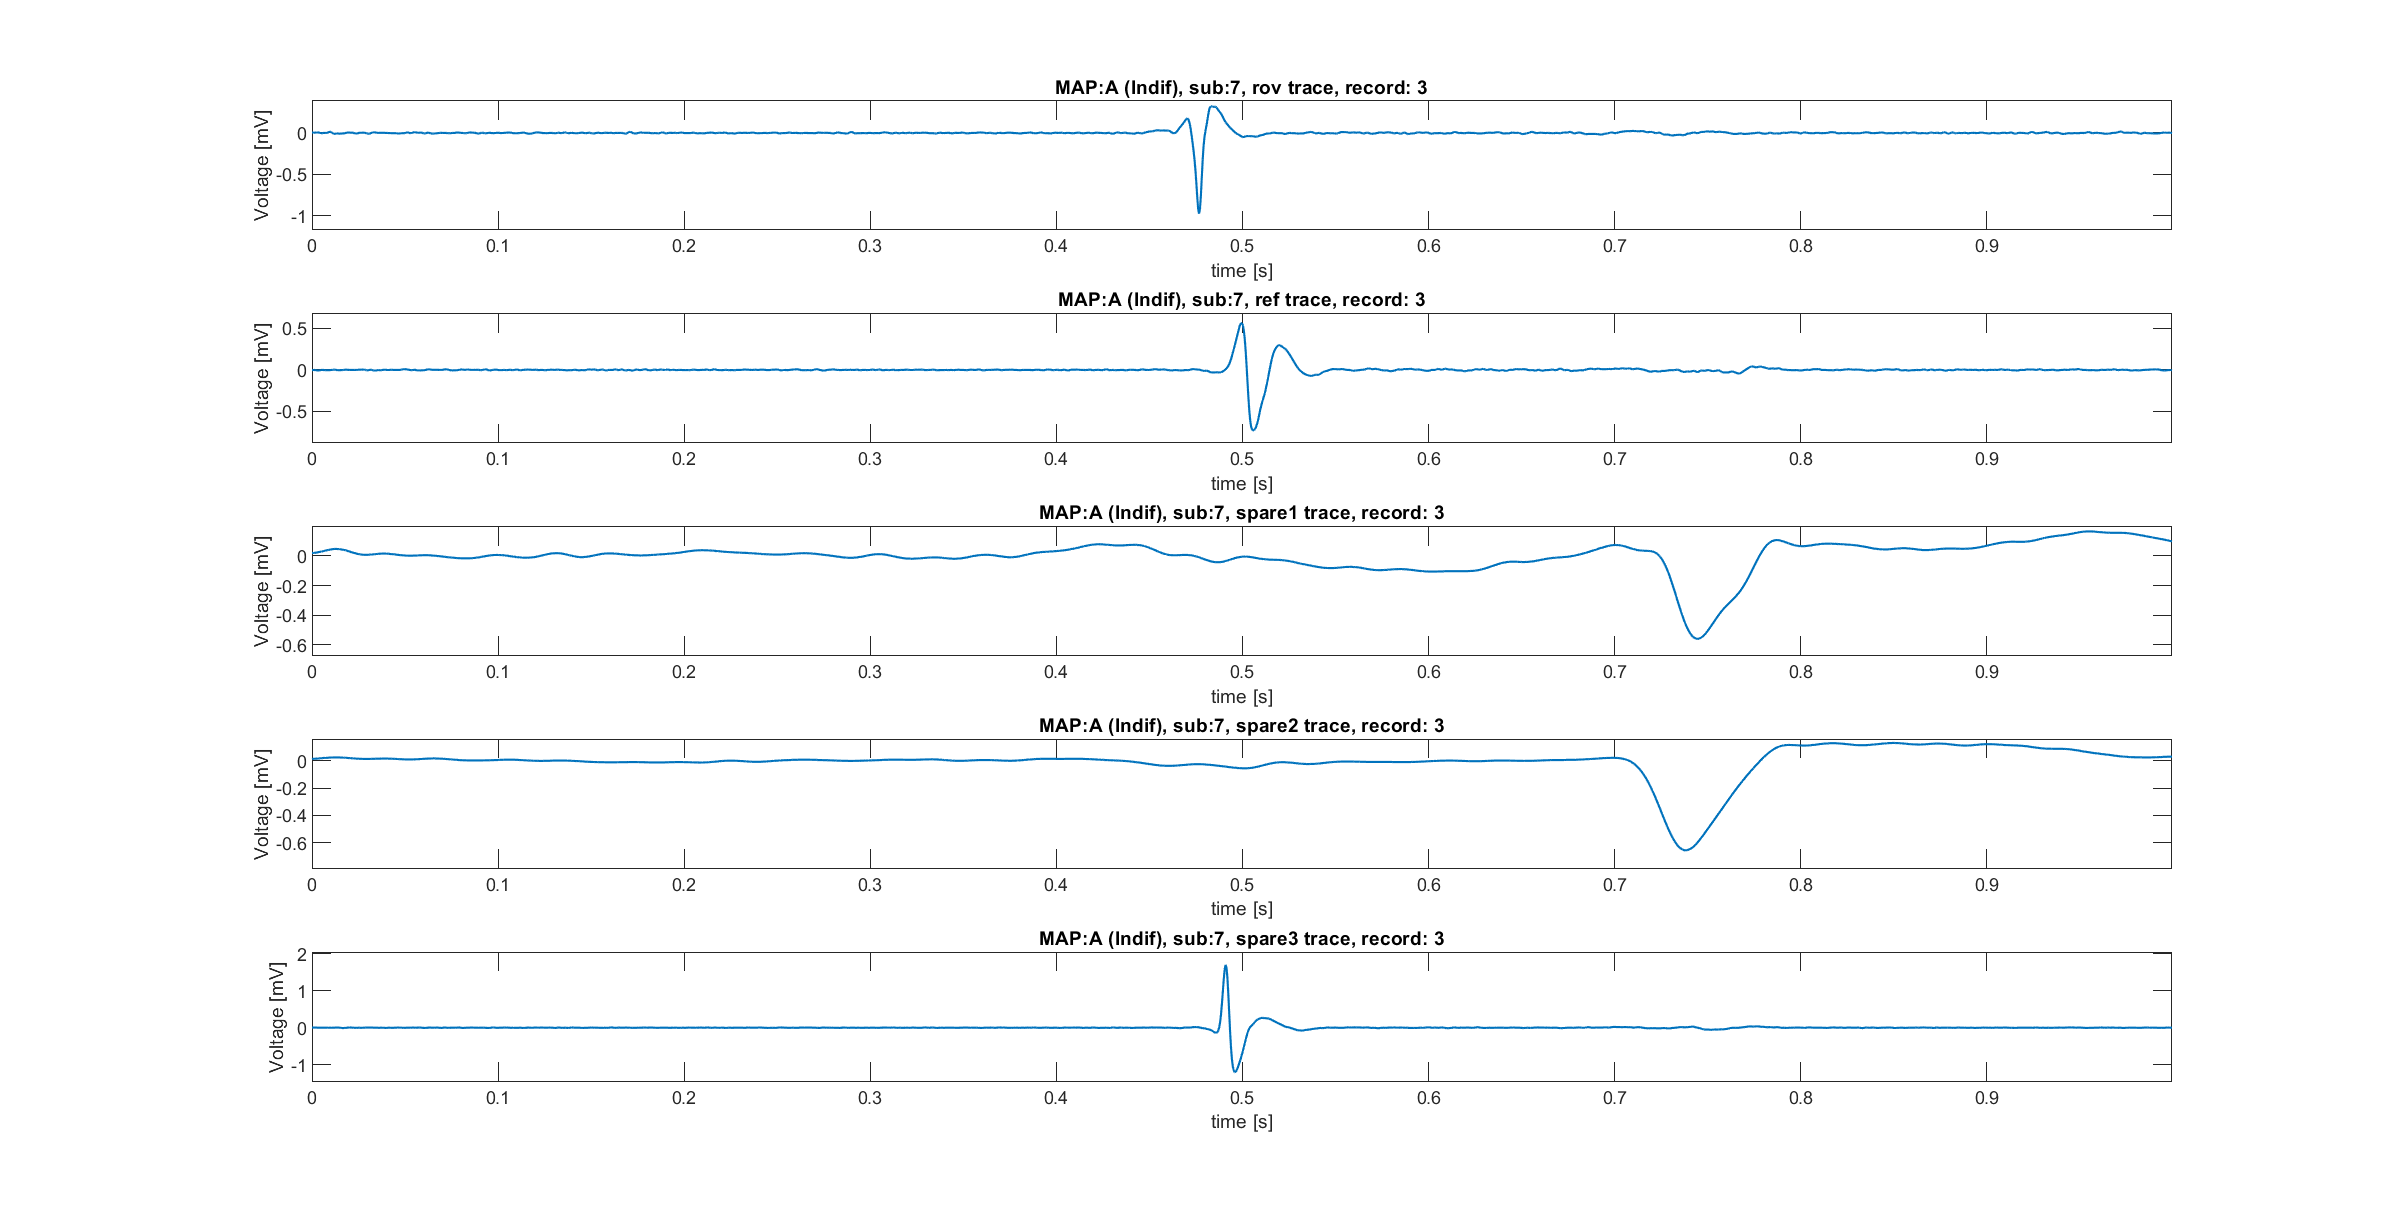 MAP:A (Indif), sub:7, rov trace, record: 3
Voltage [mV]
0
-0.5
-1
0 0.1 0.2 0.3 0.4 0.5 0.6 0.7 0.8 0.9
time [s]
MAP:A (Indif), sub:7, ref trace, record: 3
Voltage [mV]
0.5
0
-0.5
0 0.1 0.2 0.3 0.4 0.5 0.6 0.7 0.8 0.9
time [s]
MAP:A (Indif), sub:7, spare1 trace, record: 3
Voltage [mV]
0
-0.2
-0.4
-0.6
0 0.1 0.2 0.3 0.4 0.5 0.6 0.7 0.8 0.9
time [s]
MAP:A (Indif), sub:7, spare2 trace, record: 3
Voltage [mV]
0
-0.2
-0.4
-0.6
0 0.1 0.2 0.3 0.4 0.5 0.6 0.7 0.8 0.9
time [s]
MAP:A (Indif), sub:7, spare3 trace, record: 3
Voltage [mV]
2
1
0
-1
0 0.1 0.2 0.3 0.4 0.5 0.6 0.7 0.8 0.9
time [s]